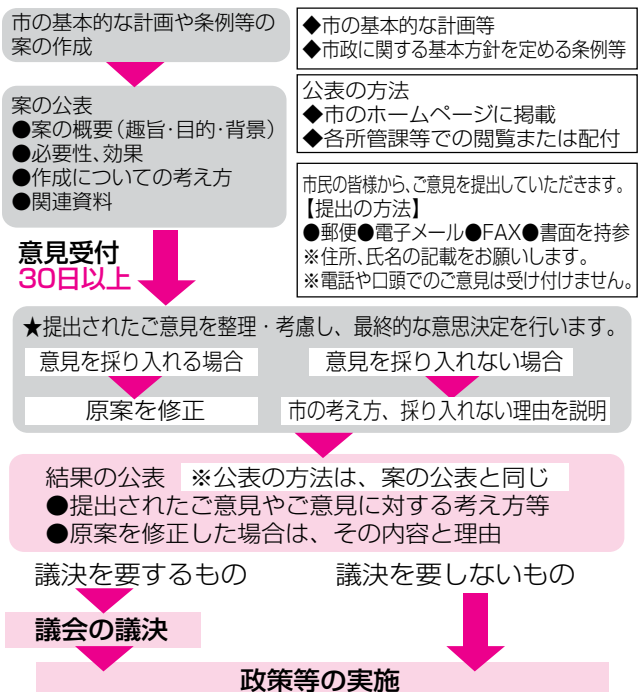 市の基本的な計画や条例等の
案の作成
◆市の基本的な計画等
◆市政に関する基本方針を定める条例等
案の公表
●案の概要（趣旨・目的・背景）
●必要性、効果
●作成についての考え方
●関連資料
公表の方法
◆市のホームページに掲載
◆各所管課等での閲覧または配付
意見受付
30日以上
市民の皆様から、ご意見を提出していただきます。
【提出の方法】
●郵便●電子メール●FAX●書面を持参
※住所、氏名の記載をお願いします。
※電話や口頭でのご意見は受け付けません。
★提出されたご意見を整理・考慮し、最終的な意思決定を行います。
意見を採り入れる場合
意見を採り入れない場合
原案を修正
市の考え方、採り入れない理由を説明
結果の公表 ※公表の方法は、案の公表と同じ
●提出されたご意見やご意見に対する考え方等
●原案を修正した場合は、その内容と理由
議決を要するもの
議決を要しないもの
議会の議決
政策等の実施